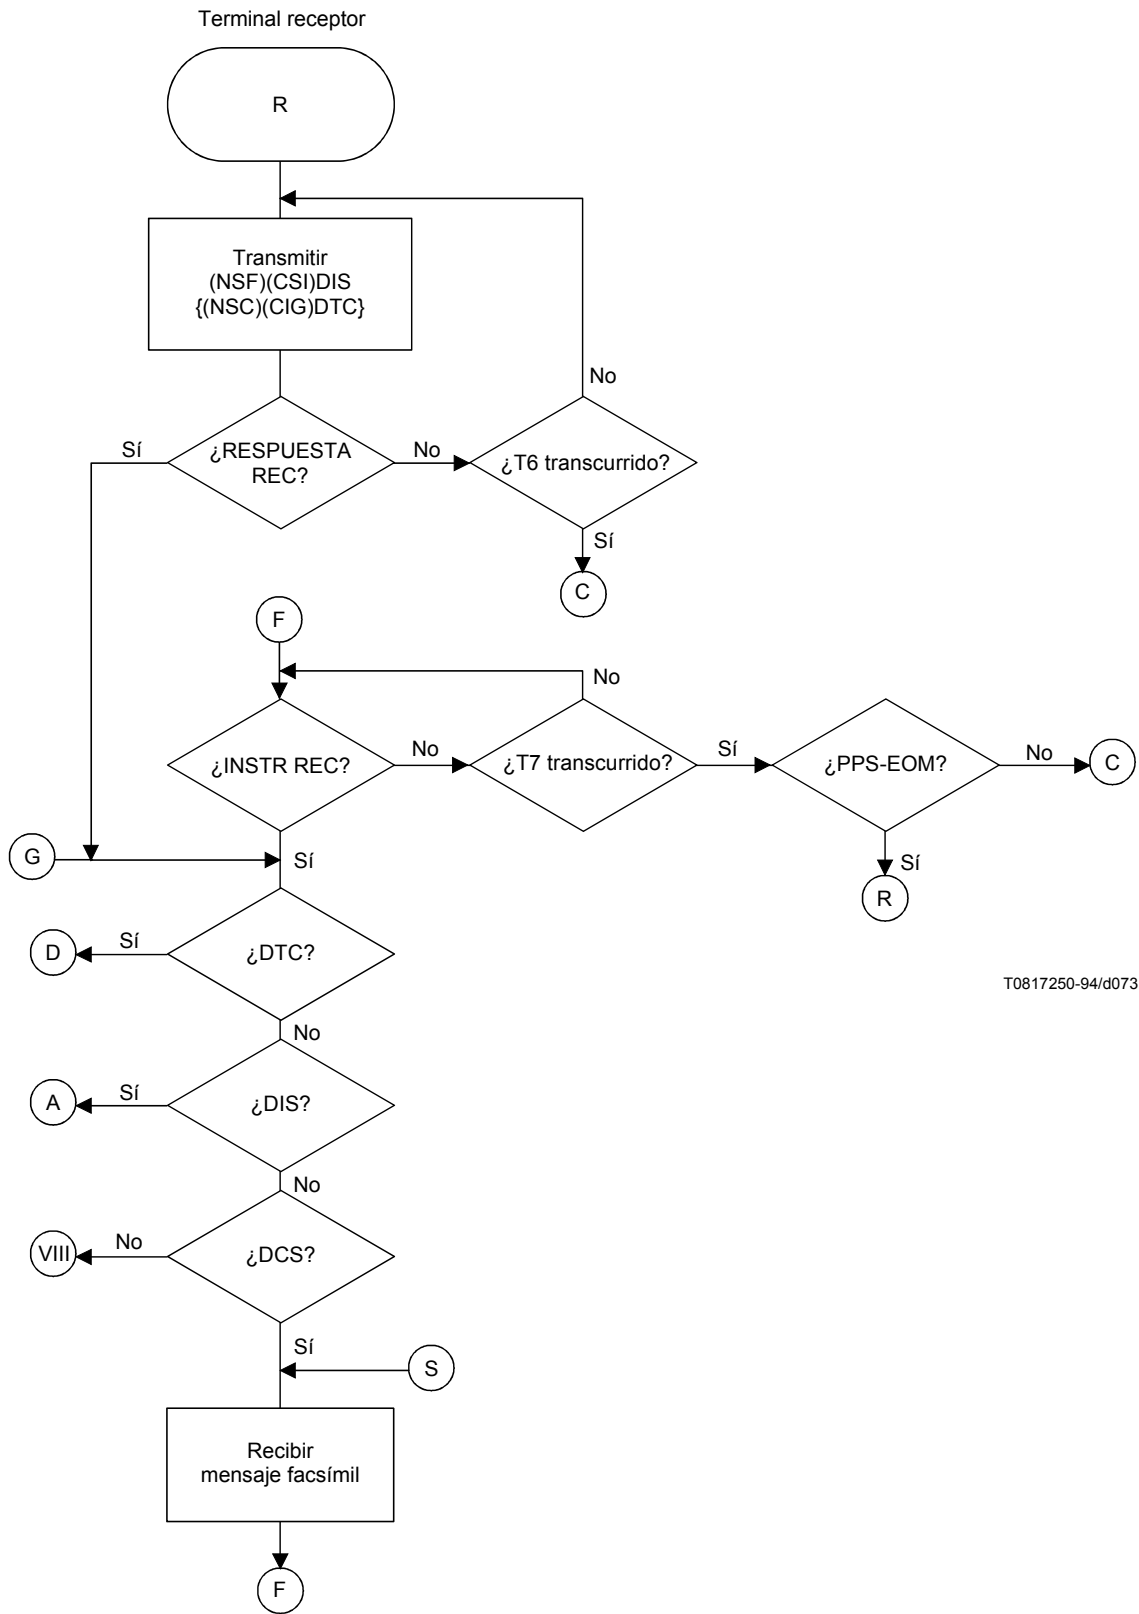 Terminal receptor
R
Transmitir
(NSF)(CSI)DIS
{(NSC)(CIG)DTC}
No
Sí
¿RESPUESTA
REC?
No
¿T6 transcurrido?
Sí
C
F
No
¿INSTR REC?
No
¿T7 transcurrido?
Sí
¿PPS-EOM?
No
C
G
Sí
Sí
R
D
Sí
¿DTC?
No
T0817250-94/d073
A
Sí
¿DIS?
No
VIII
No
¿DCS?
Sí
S
Recibir
mensaje facsímil
F